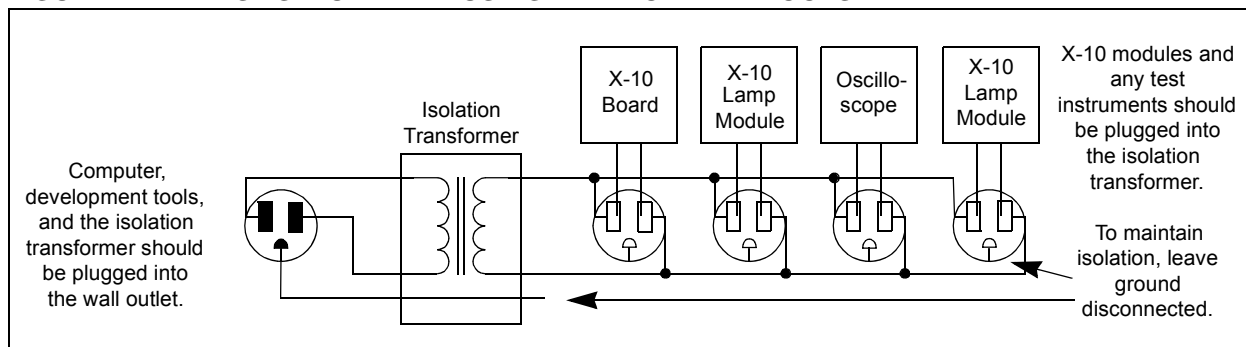 Computer,
development tools,
and the isolation
transformer should
be plugged into
the wall outlet.
Isolation
Transformer
X-10
Board
X-10
Lamp
Module
Oscillo-
scope
X-10
Lamp
Module
X-10 modules and
any test
instruments should
be plugged into
the isolation
transformer.
To maintain
isolation, leave
ground
disconnected.